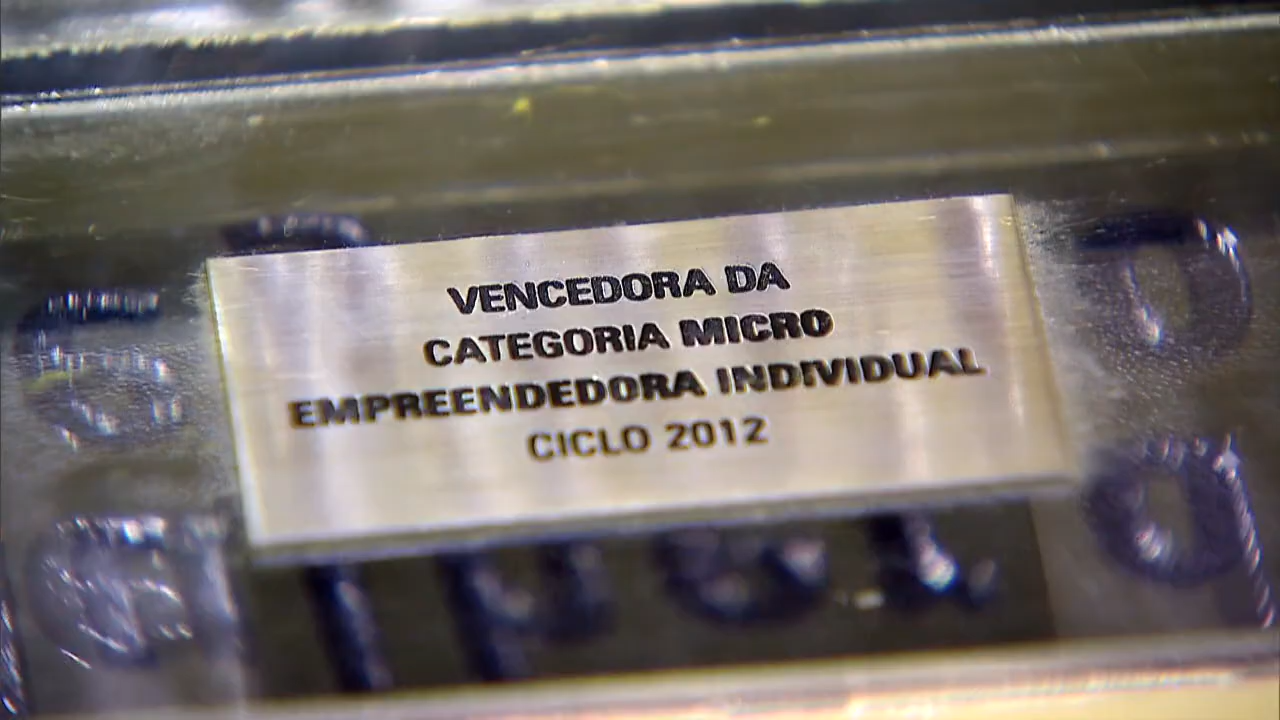 VENCEDORA DA
CATEGORIA MICRO
EMPREENDEDORA INDIVIDUAL
CICLO 2012